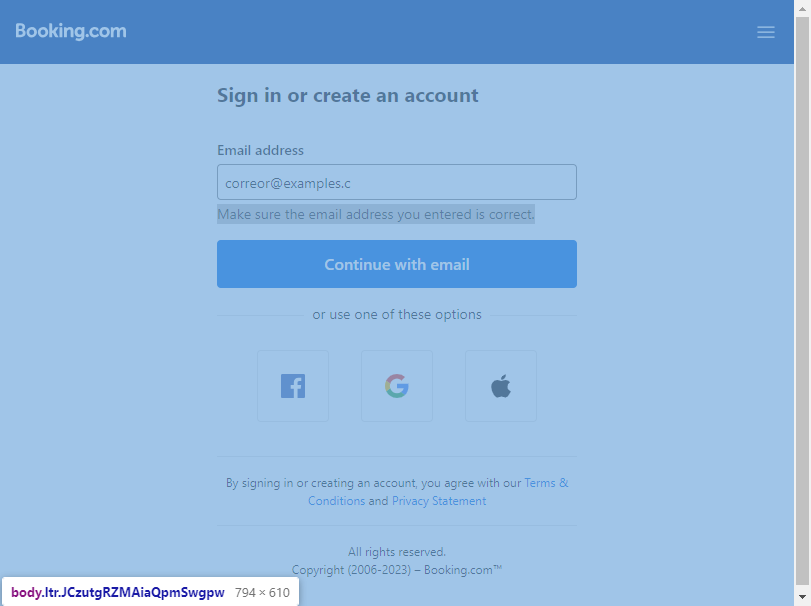 Booking.com
Sign in or create an account
Email address
correor@examples.c
Make sure the email address you entered is correct.
Continue with email
or use one of these options
By signing in or creating an account, you agree with our Terms &
Conditions and Privacy Statement
All rights reserved.
Copyright (2006-2023) – Booking.com™
body.ltr.JCzutgRZMAiaQpmSwgpw 794 × 610